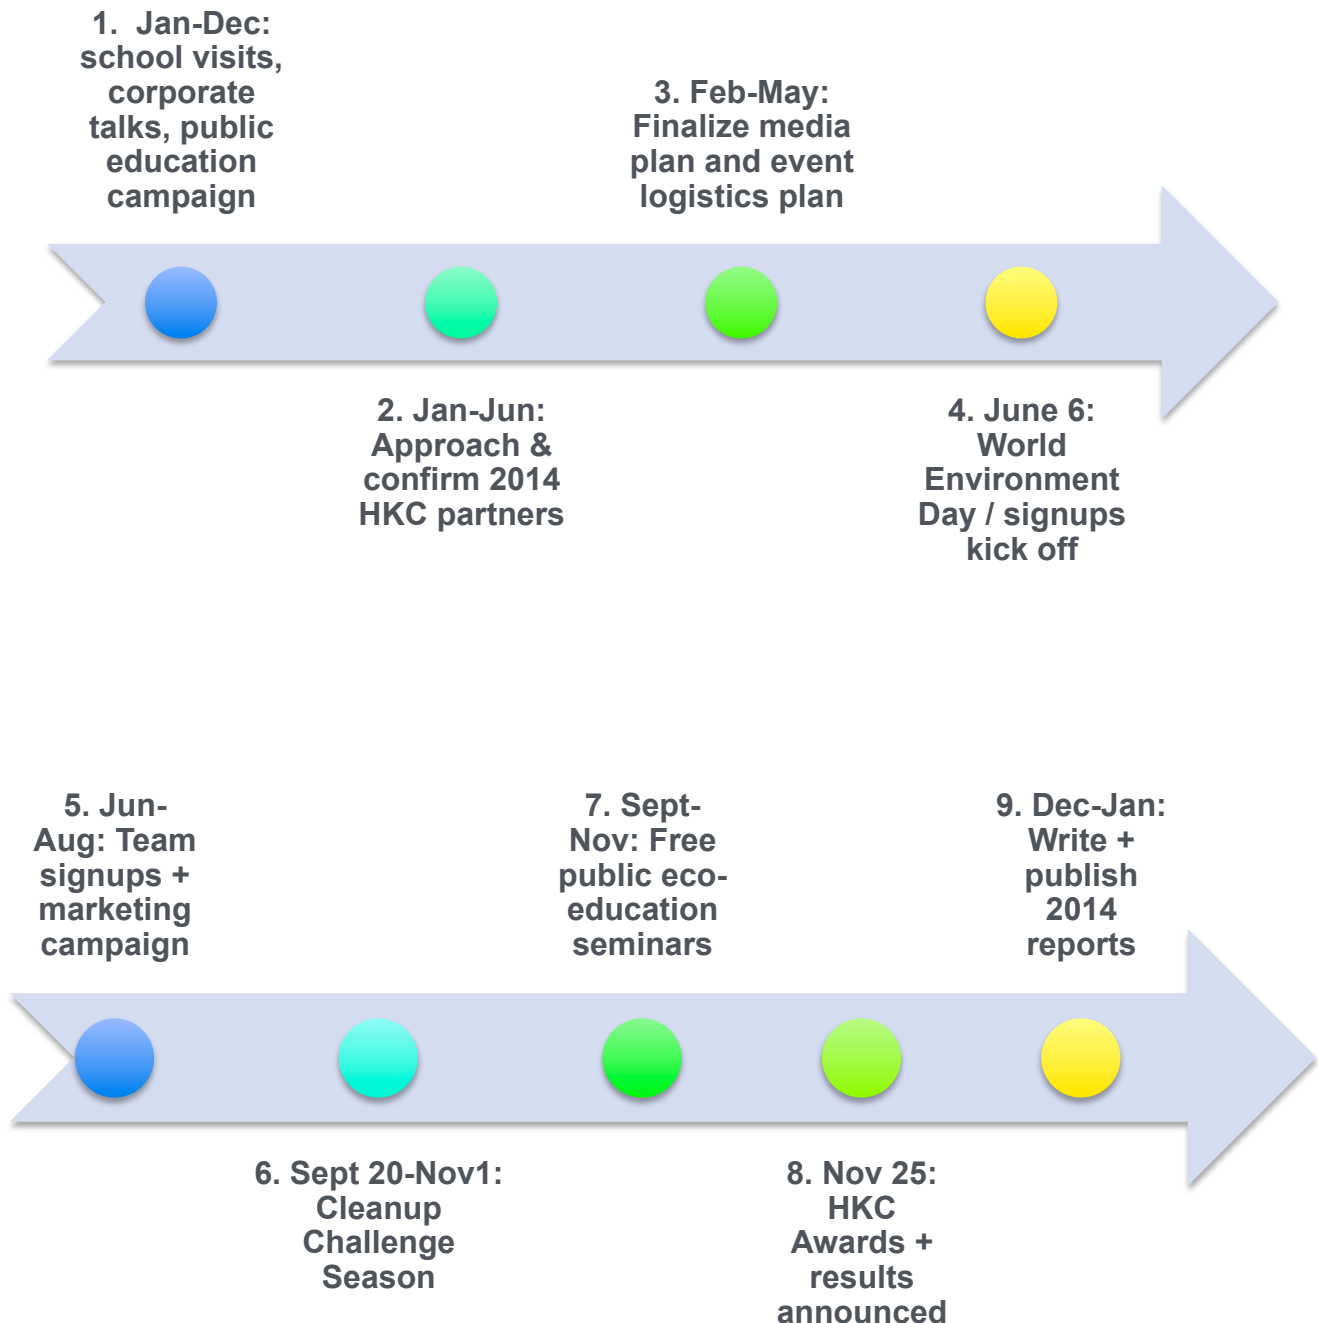 1.  Jan-Dec:
school visits,
corporate
talks, public
education
campaign
2. Jan-Jun:
Approach &
confirm 2014
HKC partners
3. Feb-May:
Finalize media
plan and event
logistics plan
4. June 6:
World
Environment
Day / signups
kick off
5. Jun-
Aug: Team
signups +
marketing
campaign
6. Sept 20-Nov1:
Cleanup
Challenge
Season
7. Sept-
Nov: Free
public eco-
education
seminars
8. Nov 25:
HKC
Awards +
results
announced
9. Dec-Jan:
Write +
publish
2014
reports